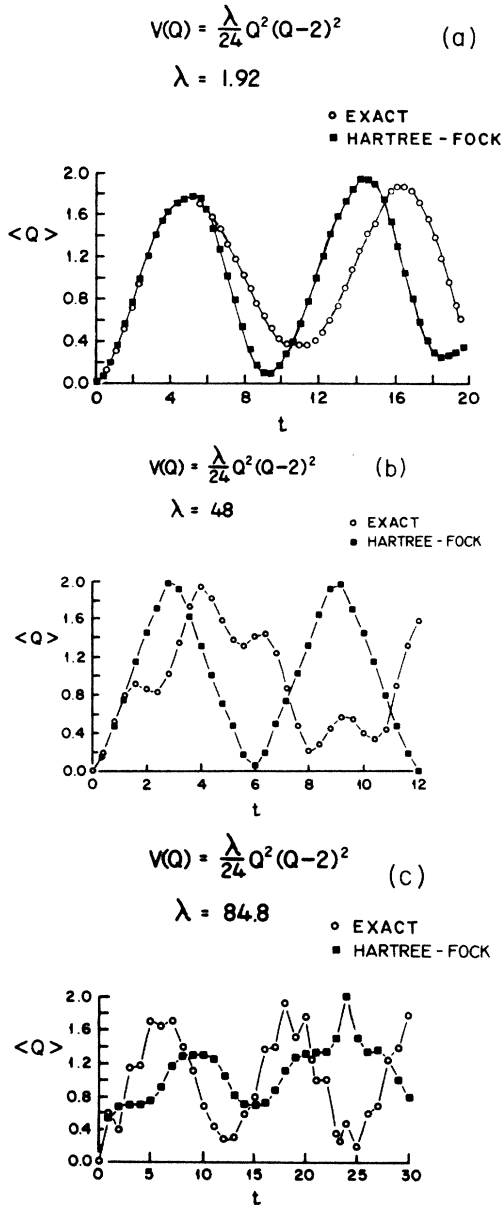 V(Q) = λ/24 Q²(Q-2)² (a)
λ = 1.92
○ EXACT
■ HARTREE-FOCK
2.0
1.6
<Q>
1.2
0.8
0.4
0.0
0 4 8 12 16 20
t
V(Q) = λ/24 Q²(Q-2)² (b)
λ = 48
○ EXACT
■ HARTREE-FOCK
2.0
1.6
<Q>
1.2
0.8
0.4
0.0
0 2 4 6 8 10 12
t
V(Q) = λ/24 Q²(Q-2)² (c)
λ = 84.8
○ EXACT
■ HARTREE-FOCK
2.0
<Q>
1.6
1.2
0.8
0.4
0.0
0 5 10 15 20 25 30
t